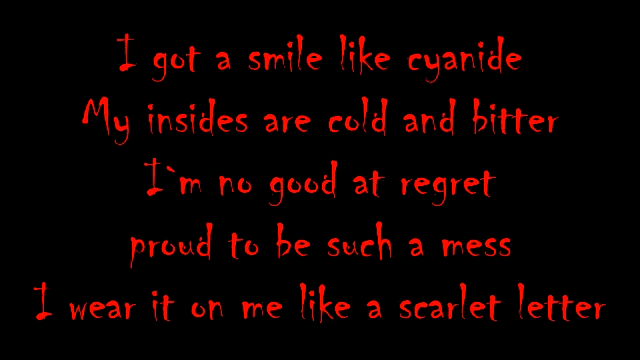 I got a smile like cyanide
My insides are cold and bitter
I`m no good at regret
proud to be such a mess
I wear it on me like a scarlet letter